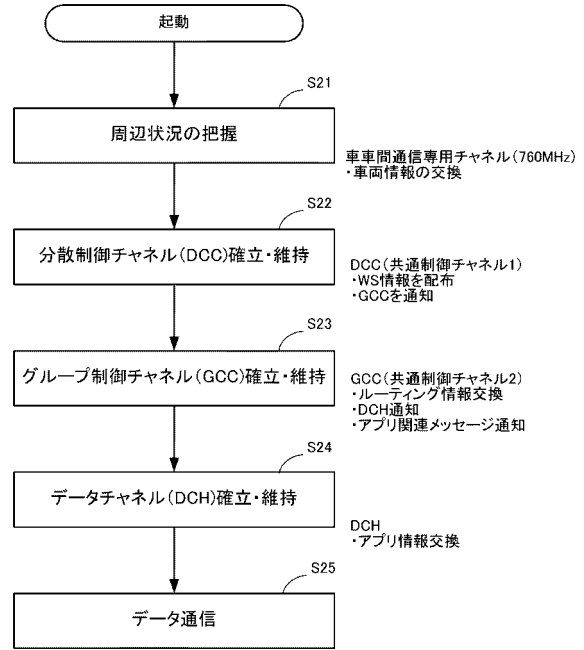 起動
S21
周辺状況の把握
車車間通信専用チャネル(760MHz)
・車両情報の交換
S22
分散制御チャネル(DCC)確立・維持
DCC(共通制御チャネル1)
・WS情報を配布
・GCCを通知
S23
グループ制御チャネル(GCC)確立・維持
GCC(共通制御チャネル2)
・ルーティング情報交換
・DCH通知
・アプリ関連メッセージ通知
S24
データチャネル(DCH)確立・維持
DCH
・アプリ情報交換
S25
データ通信